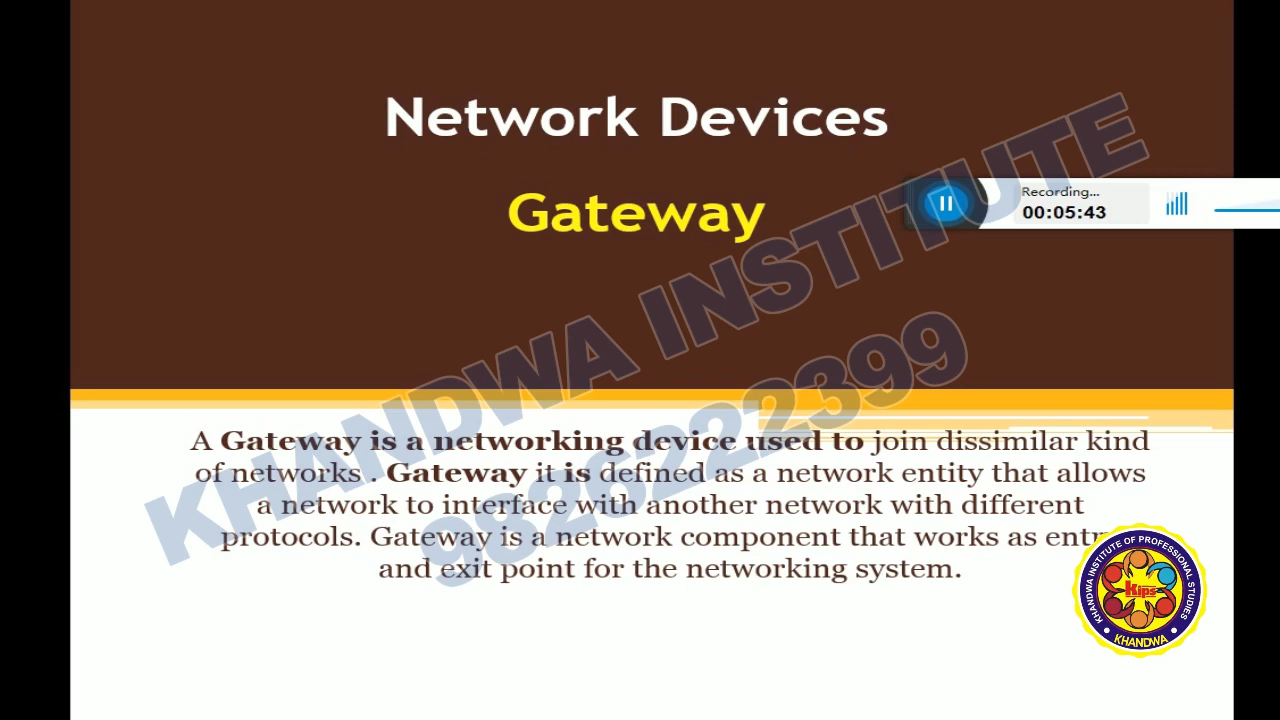 Network Devices
Gateway
Recording...
00:05:43
KHANDWA INSTITUTE
9826222399
A Gateway is a networking device used to join dissimilar kind
of networks . Gateway it is defined as a network entity that allows
a network to interface with another network with different
protocols. Gateway is a network component that works as entry
and exit point for the networking system.
KHANDWA INSTITUTE OF PROFESSIONAL STUDIES
kips
KHANDWA